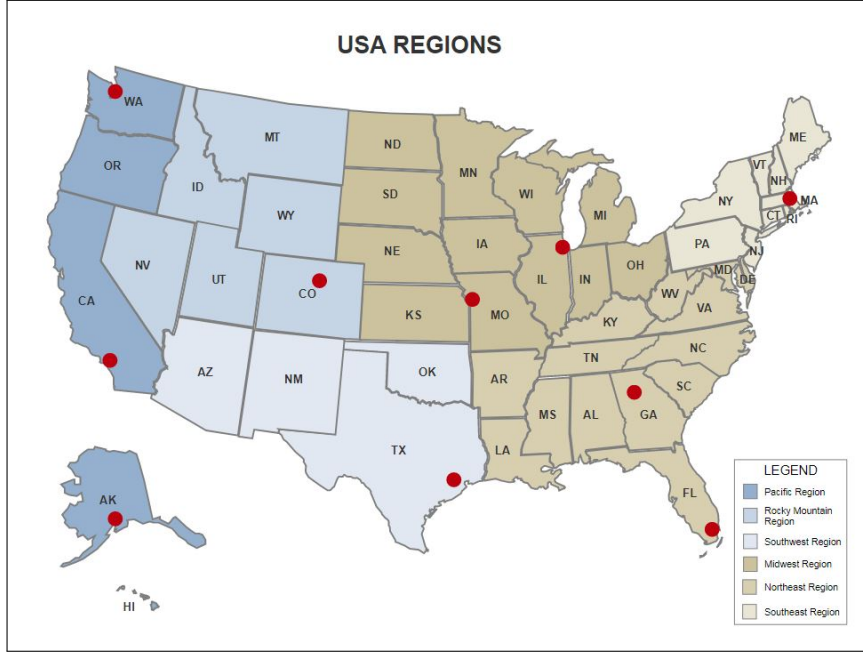 USA REGIONS
WA
MT
ND
MN
ME
VT
NH
OR
ID
SD
WI
MI
NY
MA
CT
RI
WY
IA
PA
NJ
NV
UT
CO
NE
IL
IN
OH
MD
DE
WV
VA
CA
KS
MO
KY
NC
TN
AZ
NM
OK
AR
SC
MS
AL
GA
TX
LA
FL
AK
HI
LEGEND
Pacific Region
Rocky Mountain
Region
Southwest Region
Midwest Region
Northeast Region
Southeast Region